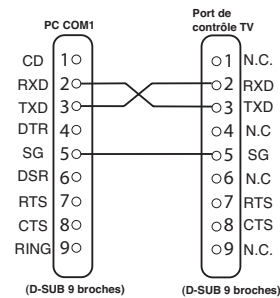 PC COM1
Port de
contrôle TV
CD 1 1 N.C.
RXD 2 2 RXD
TXD 3 3 TXD
DTR 4 4 N.C
SG 5 5 SG
DSR 6 6 N.C
RTS 7 7 RTS
CTS 8 8 CTS
RING 9 9 N.C.
(D-SUB 9 broches) (D-SUB 9 broches)